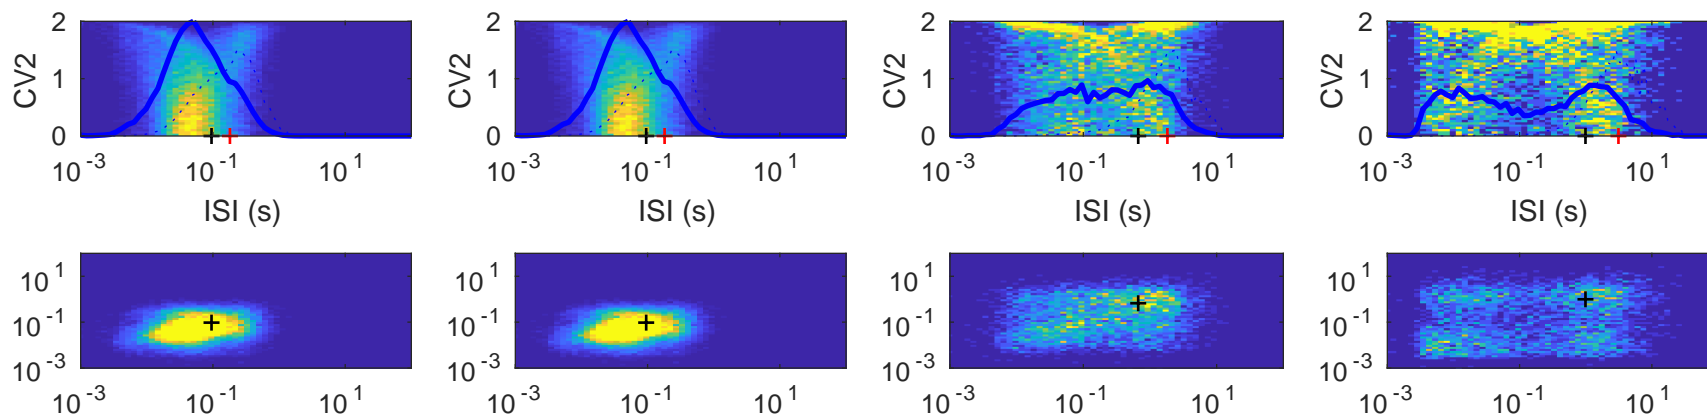 2 2 2 2
CV2 CV2 CV2 CV2
1 1 1 1
0 0 0 0
10^-3 10^-1 10^1 10^-3 10^-1 10^1 10^-3 10^-1 10^1 10^-3 10^-1 10^1
ISI (s) ISI (s) ISI (s) ISI (s)
10^1 10^1 10^1 10^1
10^-1 10^-1 10^-1 10^-1
10^-3 10^-3 10^-3 10^-3
10^-3 10^-1 10^1 10^-3 10^-1 10^1 10^-3 10^-1 10^1 10^-3 10^-1 10^1